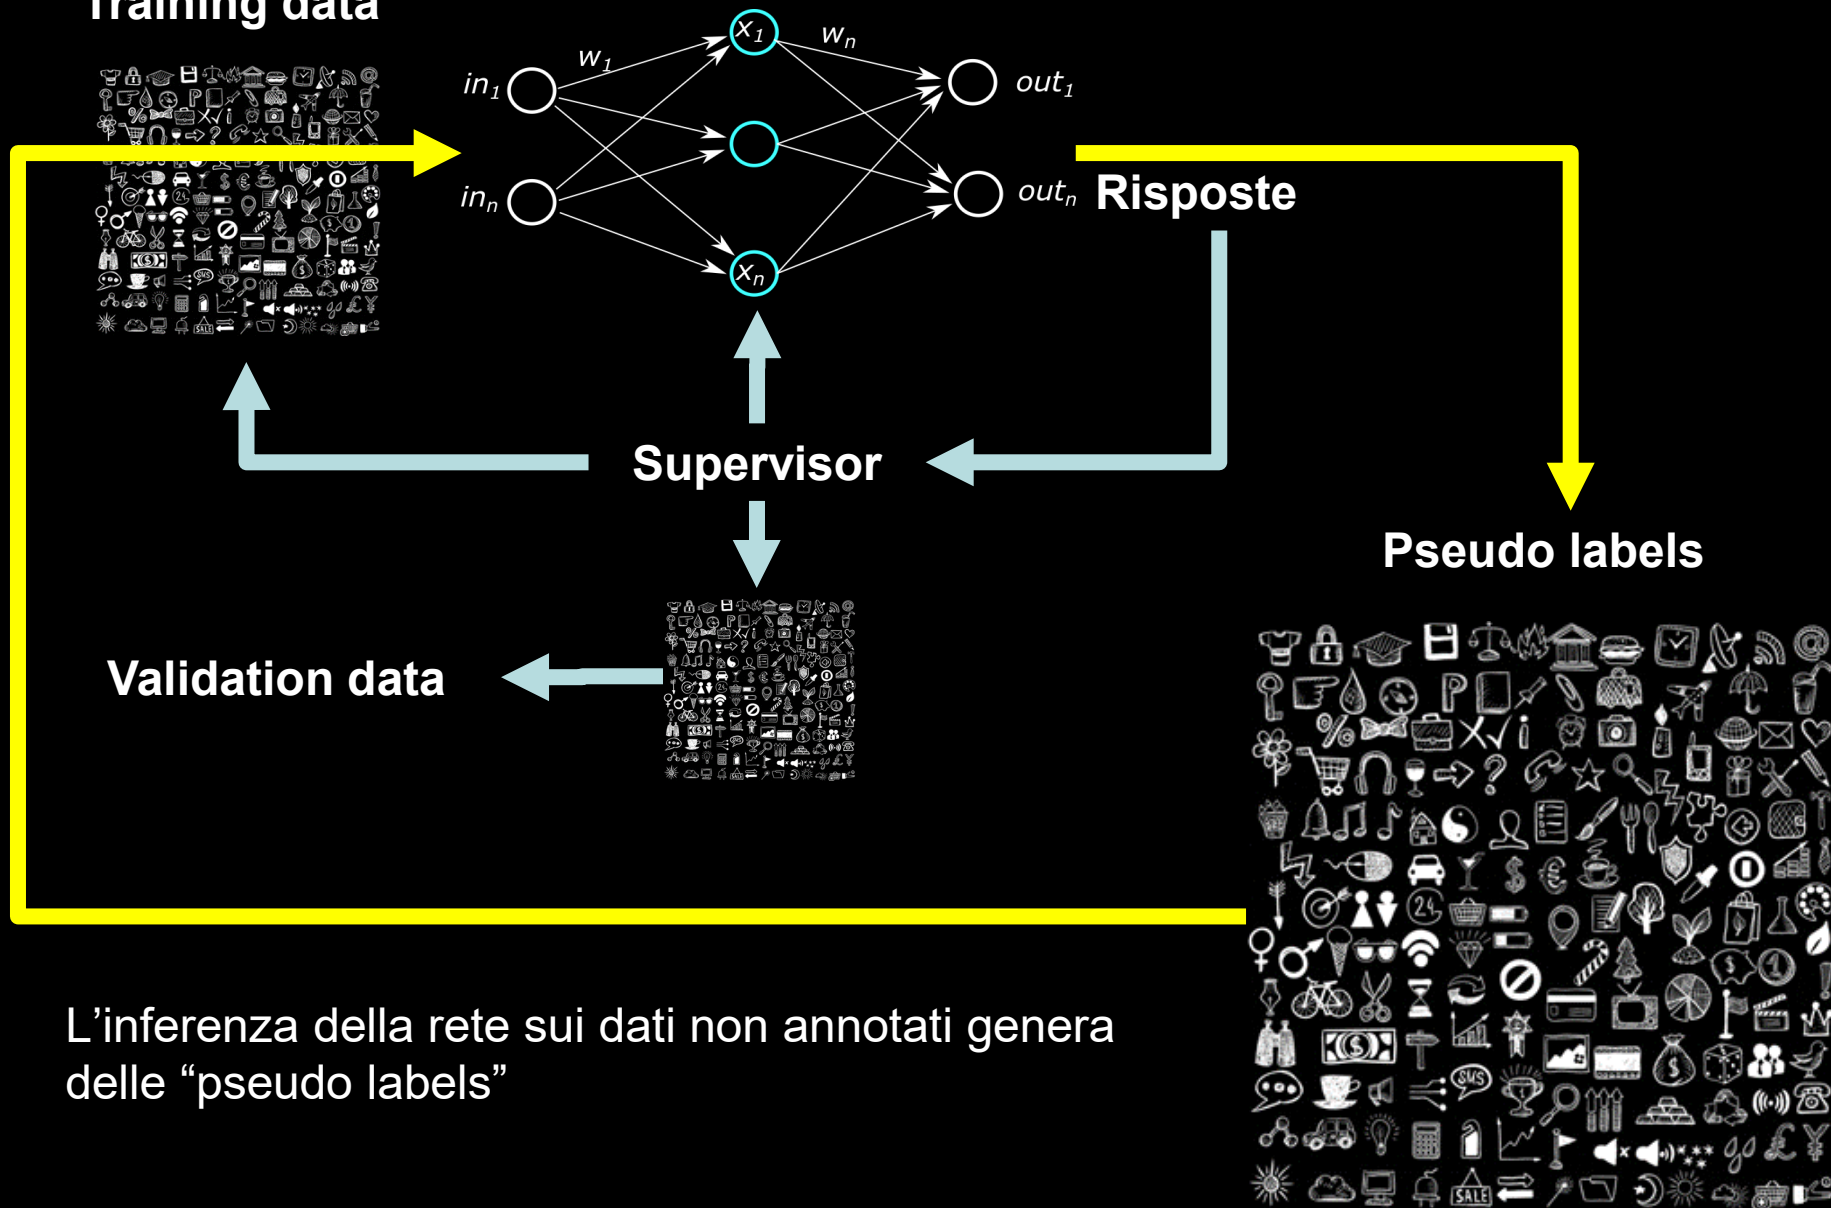 Training data
x1
w1
wn
in1
out1
inn
outn
Risposte
xn
Supervisor
Pseudo labels
Validation data
L’inferenza della rete sui dati non annotati genera
delle “pseudo labels”